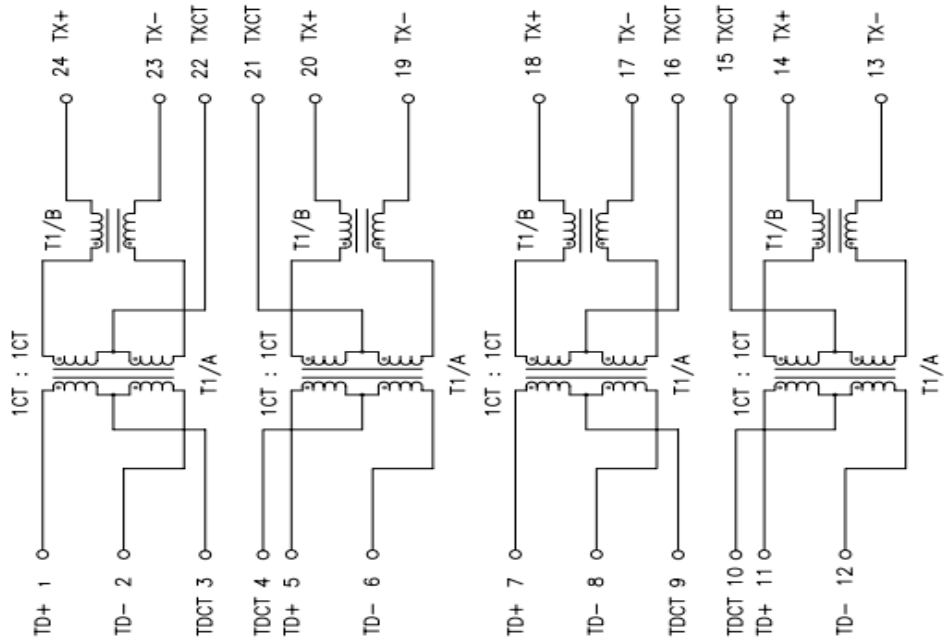 24 TX+
23 TX-
22 TXCT
21 TXCT
20 TX+
19 TX-
18 TX+
17 TX-
16 TXCT
15 TXCT
14 TX+
13 TX-
T1/B
T1/B
T1/B
T1/B
1CT : 1CT
1CT : 1CT
1CT : 1CT
1CT : 1CT
T1/A
T1/A
T1/A
T1/A
TD+ 1
TD- 2
TDCT 3
TDCT 4
TD+ 5
TD- 6
TD+ 7
TD- 8
TDCT 9
TDCT 10
TD+ 11
TD- 12